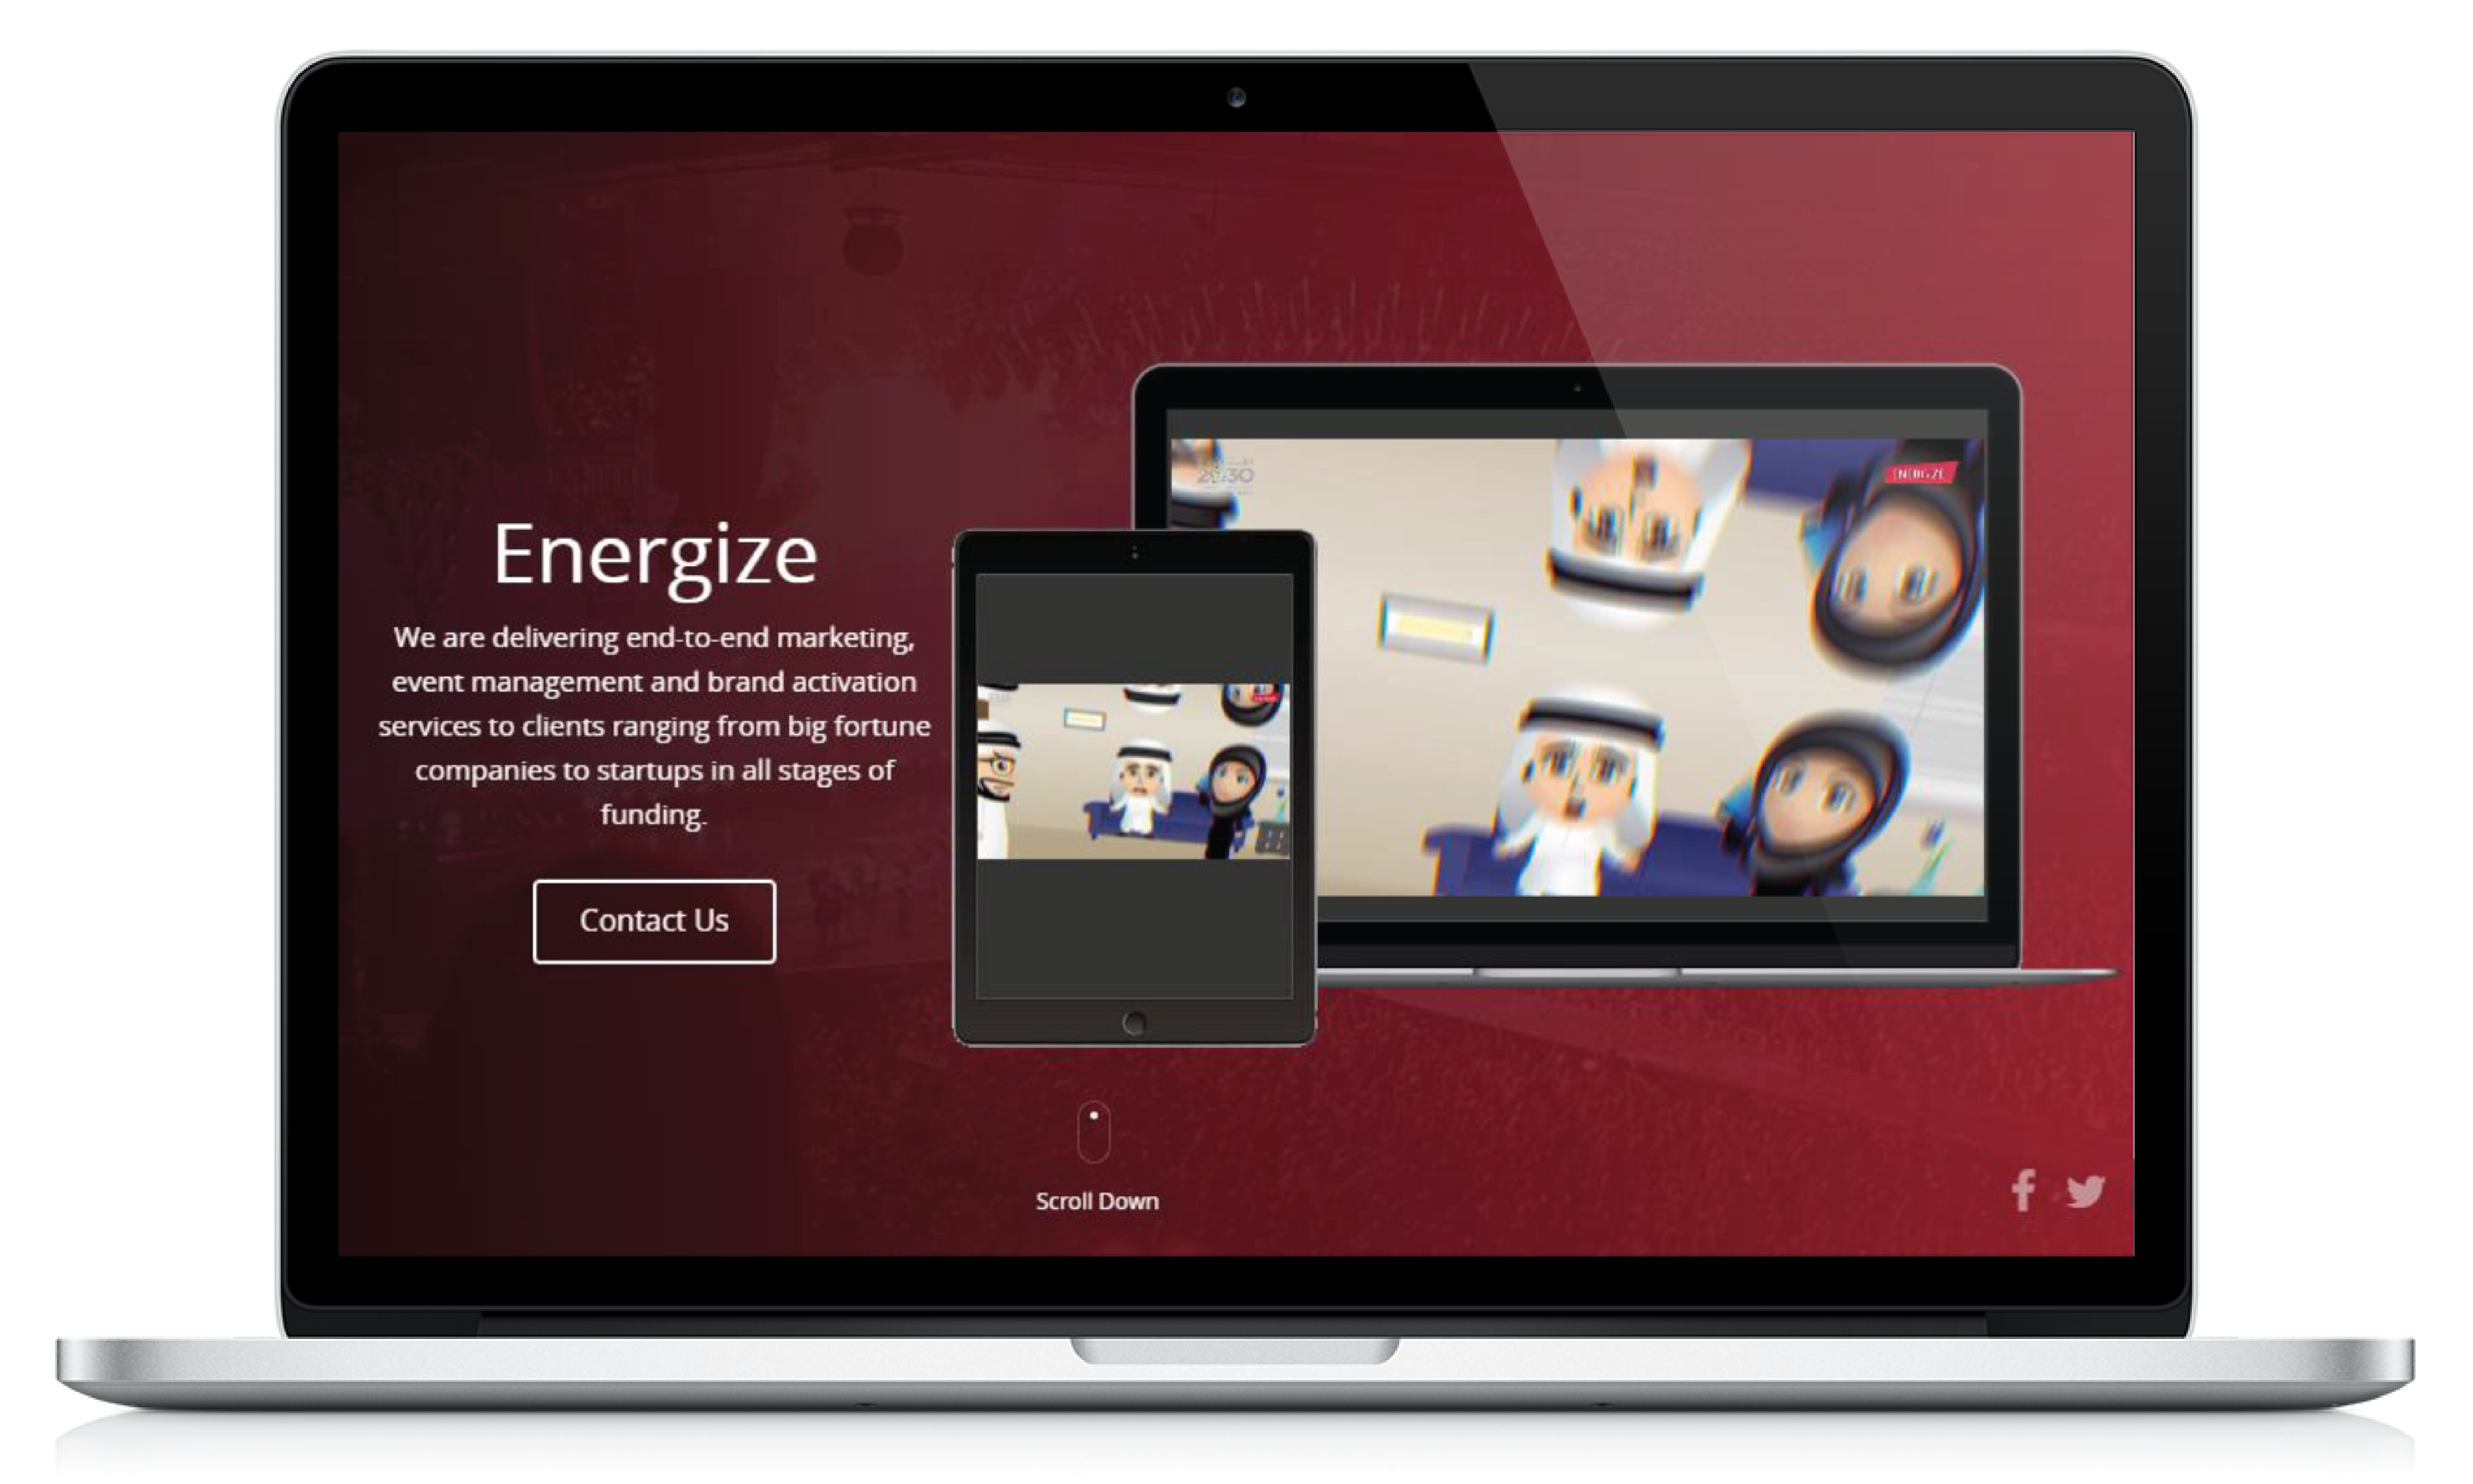 Energize
We are delivering end-to-end marketing,
event management and brand activation
services to clients ranging from big fortune
companies to startups in all stages of
funding.
Contact Us
2030
ENERGIZE
Scroll Down